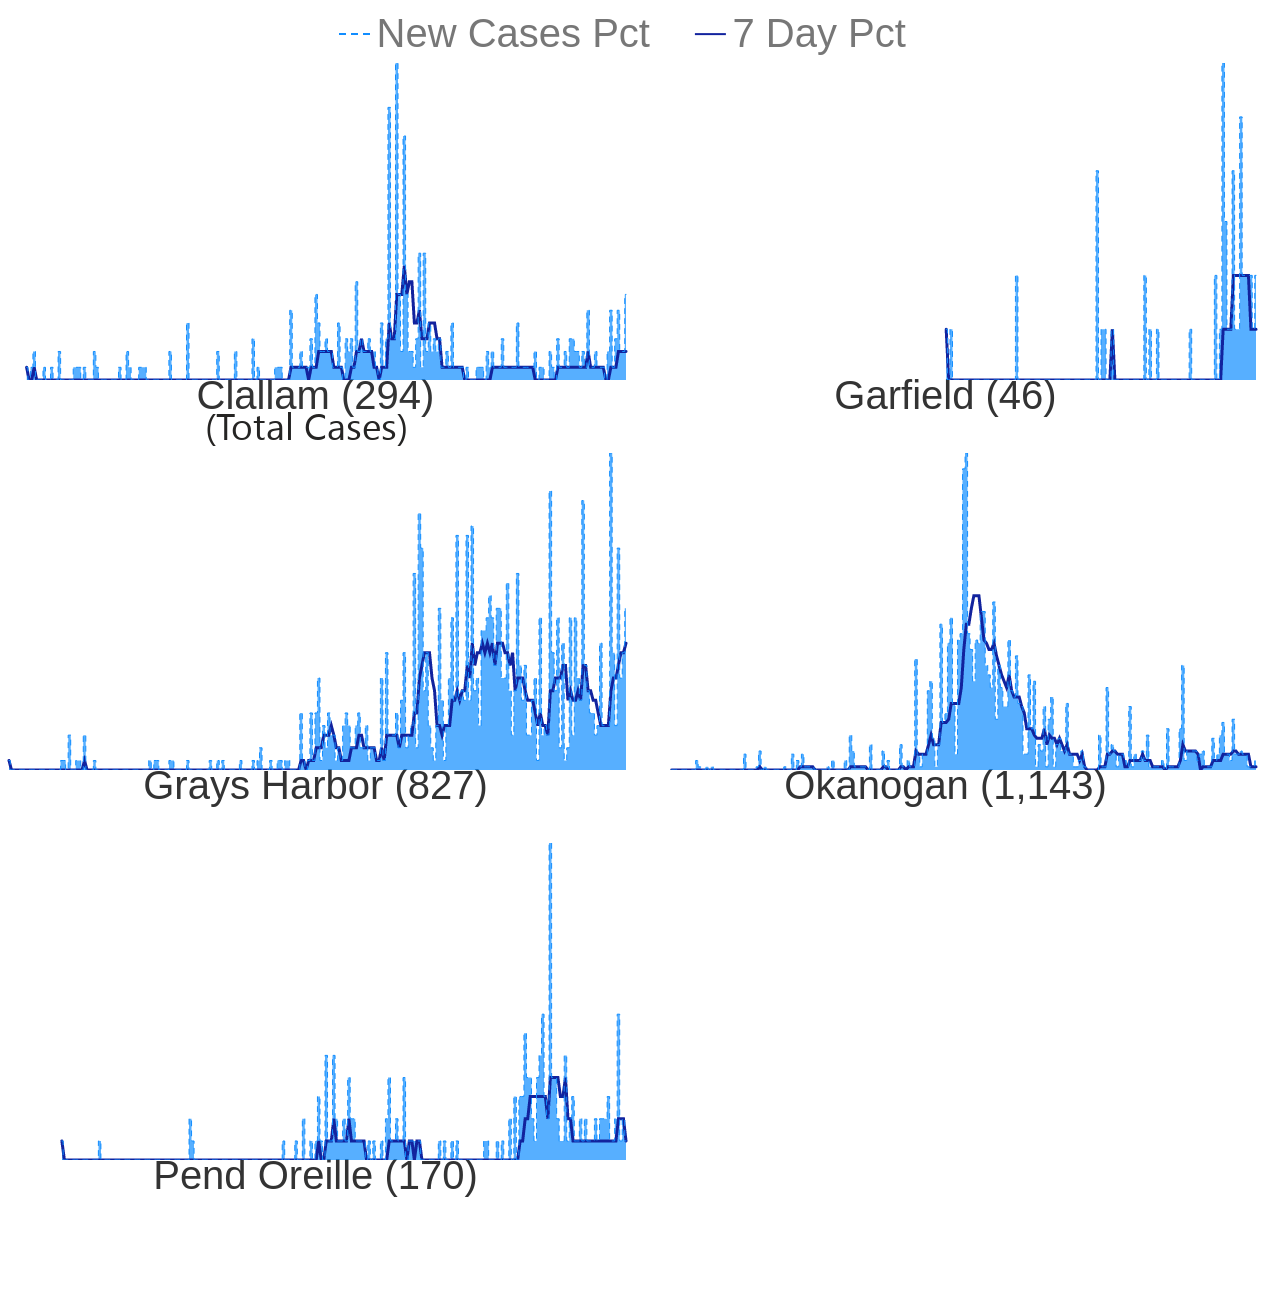 New Cases Pct 7 Day Pct
Clallam (294)
(Total Cases)
Garfield (46)
Grays Harbor (827)
Okanogan (1,143)
Pend Oreille (170)